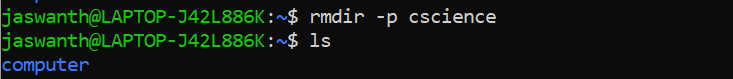 jaswanth@LAPTOP-J42L886K:~$ rmdir -p cscience
jaswanth@LAPTOP-J42L886K:~$ ls
computer